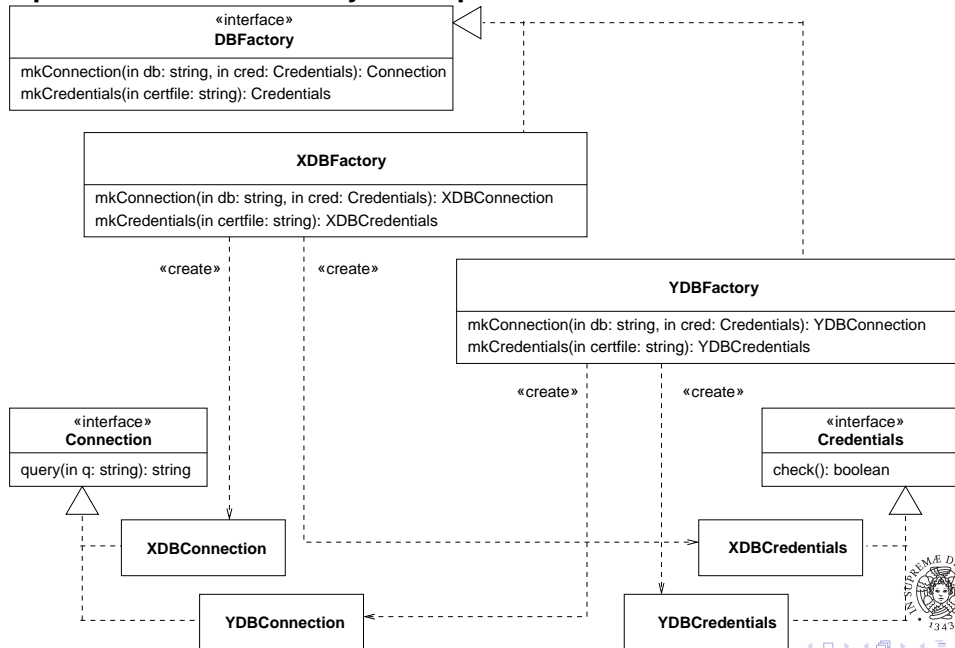 «interface»
DBFactory
mkConnection(in db: string, in cred: Credentials): Connection
mkCredentials(in certfile: string): Credentials
XDBFactory
mkConnection(in db: string, in cred: Credentials): XDBConnection
mkCredentials(in certfile: string): XDBCredentials
«create»
«create»
YDBFactory
mkConnection(in db: string, in cred: Credentials): YDBConnection
mkCredentials(in certfile: string): YDBCredentials
«create»
«create»
«interface»
Connection
query(in q: string): string
«interface»
Credentials
check(): boolean
XDBConnection
XDBCredentials
YDBConnection
YDBCredentials
IN SUPREMÆ
1343